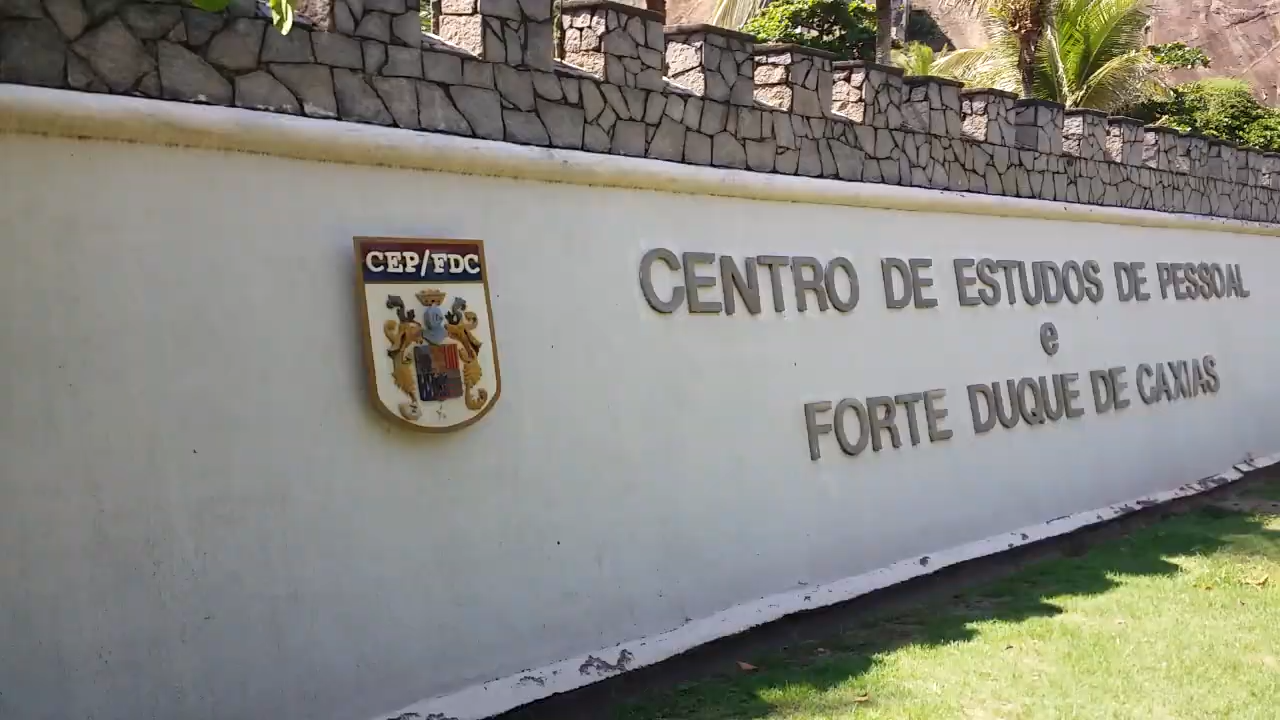 CEP/FDC
CENTRO DE ESTUDOS DE PESSOAL
e
FORTE DUQUE DE CAXIAS